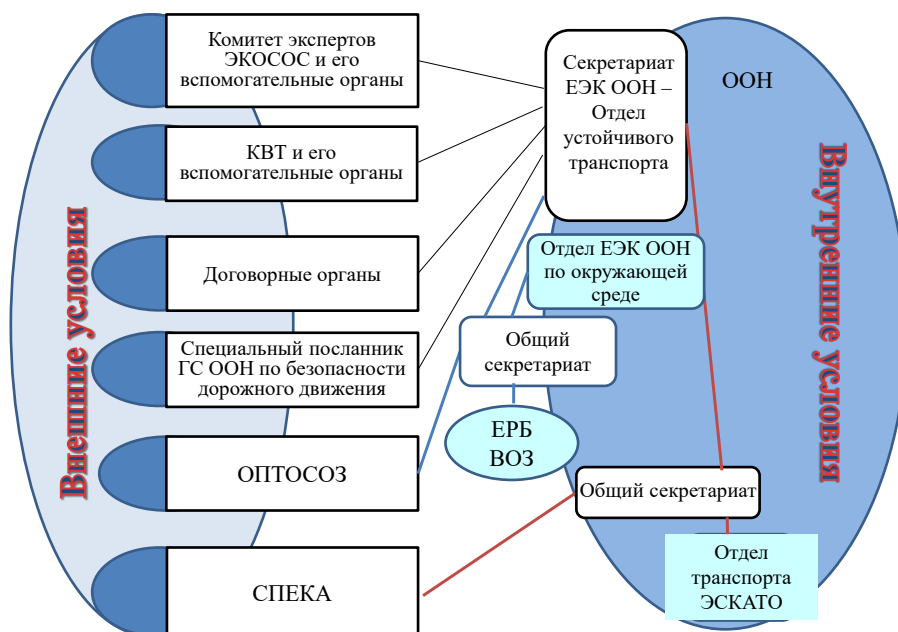 Комитет экспертов
ЭКОСОС и его
вспомогательные органы
КВТ и его
вспомогательные органы
Договорные органы
Специальный посланник
ГС ООН по безопасности
дорожного движения
ОПТОСОЗ
СПЕКА
Внешние условия
Секретариат
ЕЭК ООН –
Отдел
устойчивого
транспорта
ООН
Отдел ЕЭК ООН
по окружающей
среде
Общий
секретариат
ЕРБ
ВОЗ
Общий секретариат
Отдел
транспорта
ЭСКАТО
Внутренние условия